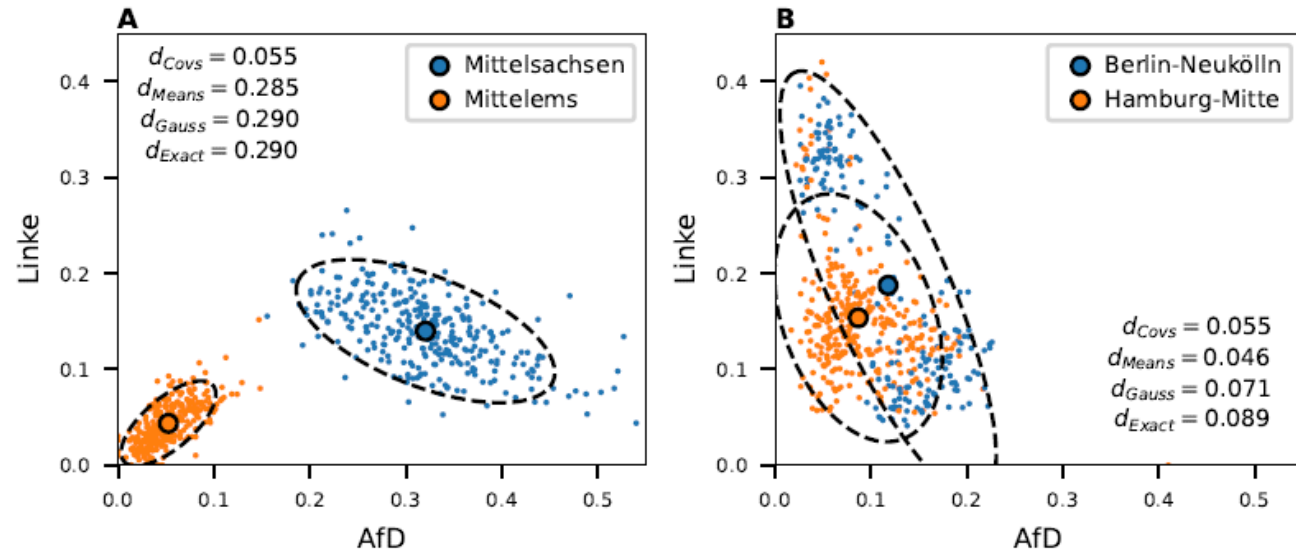 A
d_Covs = 0.055
d_Means = 0.285
d_Gauss = 0.290
d_Exact = 0.290
Mittelsachsen
Mittelems
0.4
0.3
0.2
0.1
0.0
Linke
0.0 0.1 0.2 0.3 0.4 0.5
AfD
B
Berlin-Neukölln
Hamburg-Mitte
d_Covs = 0.055
d_Means = 0.046
d_Gauss = 0.071
d_Exact = 0.089
0.4
0.3
0.2
0.1
0.0
Linke
0.0 0.1 0.2 0.3 0.4 0.5
AfD